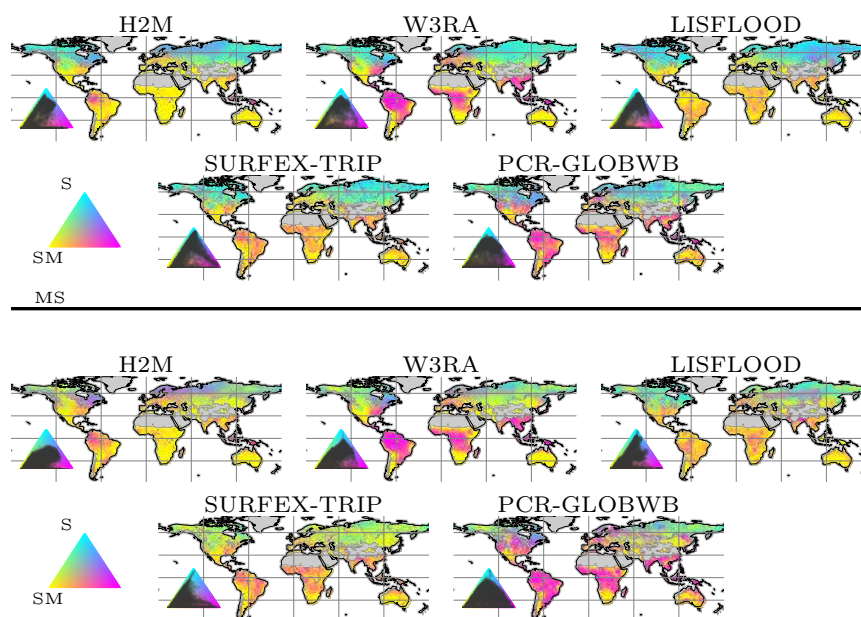 H2M W3RA LISFLOOD
SURFEX-TRIP PCR-GLOBWB
S
SM
MS
H2M W3RA LISFLOOD
SURFEX-TRIP PCR-GLOBWB
S
SM